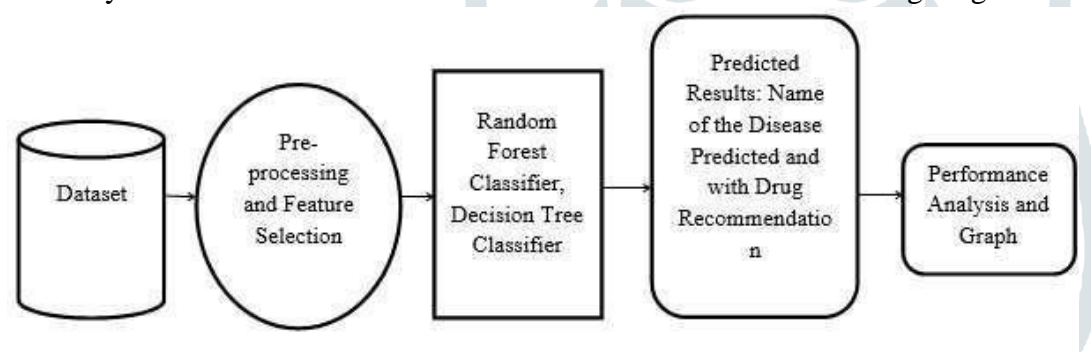 Dataset
Pre-
processing
and Feature
Selection
Random
Forest
Classifier,
Decision Tree
Classifier
Predicted
Results: Name
of the Disease
Predicted and
with Drug
Recommendatio
n
Performance
Analysis and
Graph